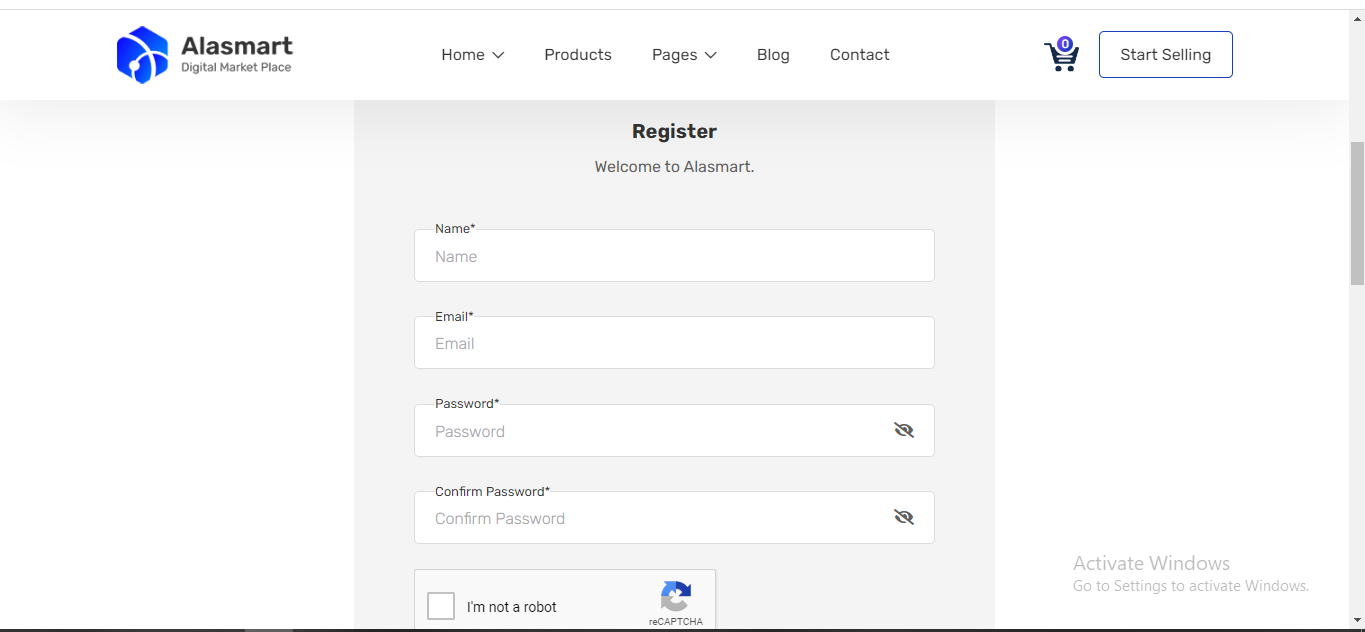 Alasmart
Digital Market Place
Home
Products
Pages
Blog
Contact
0
Start Selling
Register
Welcome to Alasmart.
Name*
Name
Email*
Email
Password*
Password
Confirm Password*
Confirm Password
I'm not a robot
reCAPTCHA
Activate Windows
Go to Settings to activate Windows.